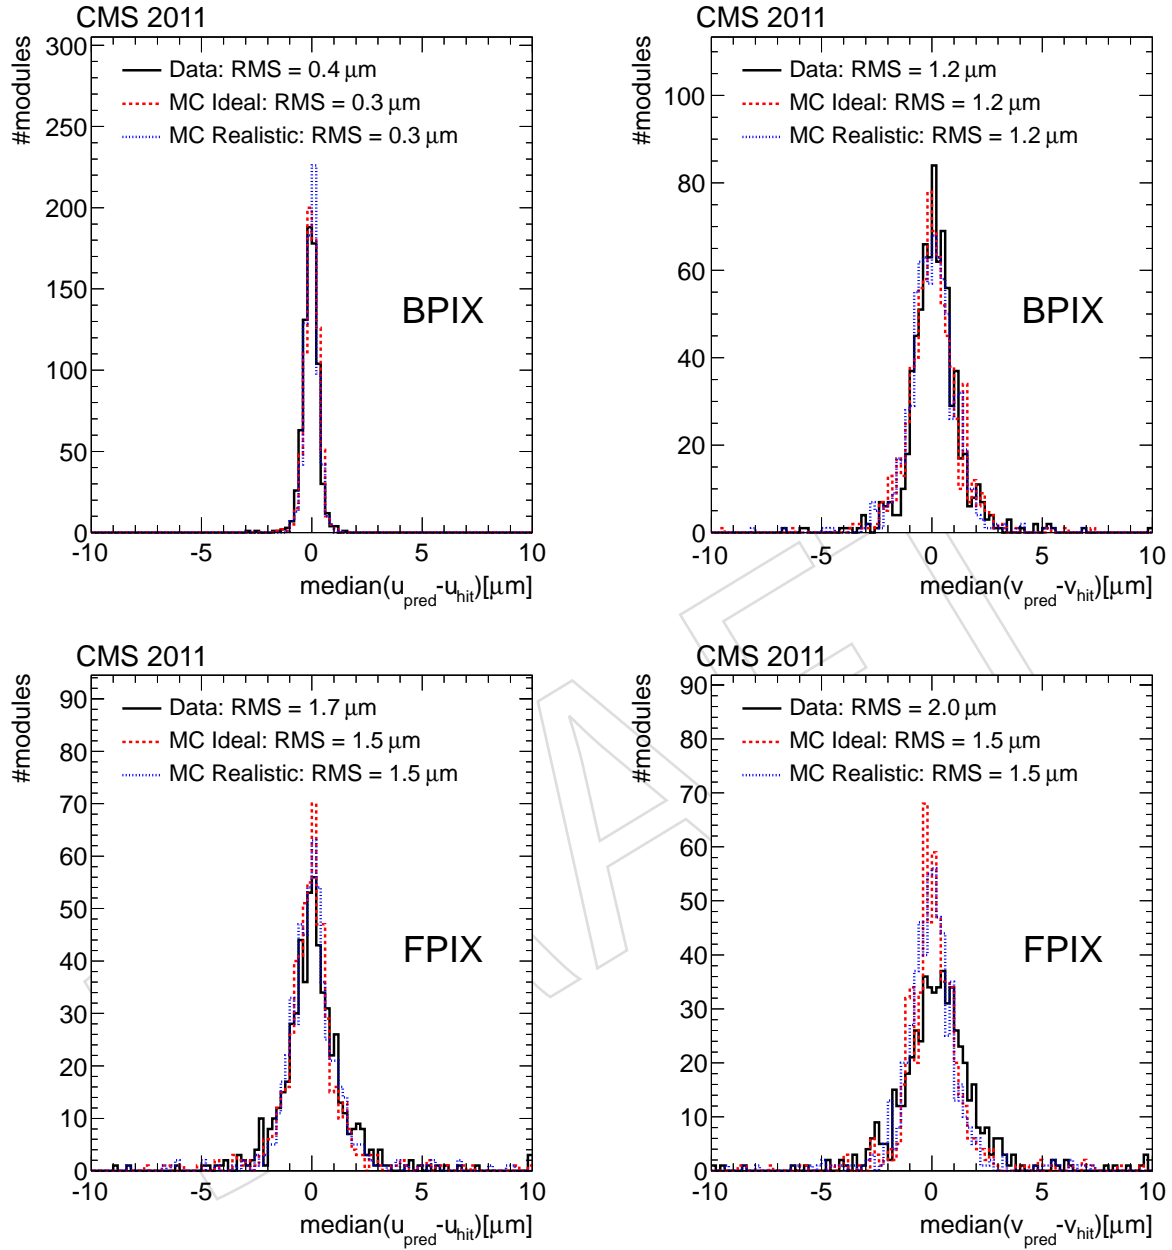 CMS 2011
#modules
300
250
200
150
100
50
0
Data: RMS = 0.4 μm
MC Ideal: RMS = 0.3 μm
MC Realistic: RMS = 0.3 μm
BPIX
-10 -5 0 5 10
median(u_pred-u_hit)[μm]
CMS 2011
#modules
100
80
60
40
20
0
Data: RMS = 1.2 μm
MC Ideal: RMS = 1.2 μm
MC Realistic: RMS = 1.2 μm
BPIX
-10 -5 0 5 10
median(v_pred-v_hit)[μm]
CMS 2011
#modules
90
80
70
60
50
40
30
20
10
0
Data: RMS = 1.7 μm
MC Ideal: RMS = 1.5 μm
MC Realistic: RMS = 1.5 μm
FPIX
-10 -5 0 5 10
median(u_pred-u_hit)[μm]
CMS 2011
#modules
90
80
70
60
50
40
30
20
10
0
Data: RMS = 2.0 μm
MC Ideal: RMS = 1.5 μm
MC Realistic: RMS = 1.5 μm
FPIX
-10 -5 0 5 10
median(v_pred-v_hit)[μm]